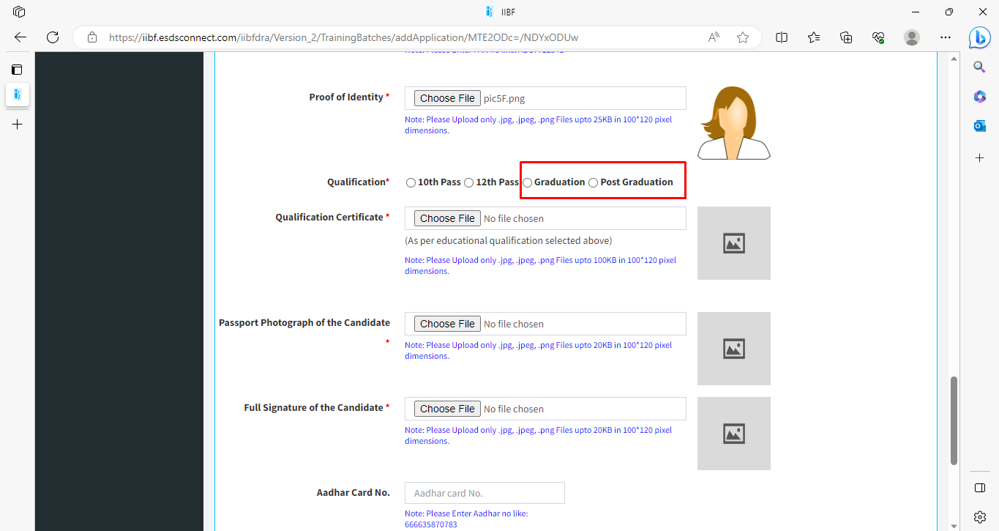 IIBF
https://iibf.esdsconnect.com/iibfdra/Version_2/TrainingBatches/addApplication/MTE2ODc=/NDYxODUw
Proof of Identity * Choose File pic5F.png
Note: Please Upload only .jpg, .jpeg, .png Files upto 25KB in 100*120 pixel
dimensions.
Qualification* 10th Pass 12th Pass Graduation Post Graduation
Qualification Certificate * Choose File No file chosen
(As per educational qualification selected above)
Note: Please Upload only .jpg, .jpeg, .png Files upto 100KB in 100*120 pixel
dimensions.
Passport Photograph of the Candidate Choose File No file chosen
*
Note: Please Upload only .jpg, .jpeg, .png Files upto 20KB in 100*120 pixel
dimensions.
Full Signature of the Candidate * Choose File No file chosen
Note: Please Upload only .jpg, .jpeg, .png Files upto 20KB in 100*120 pixel
dimensions.
Aadhar Card No. Aadhar card No.
Note: Please Enter Aadhar no like:
666635870783